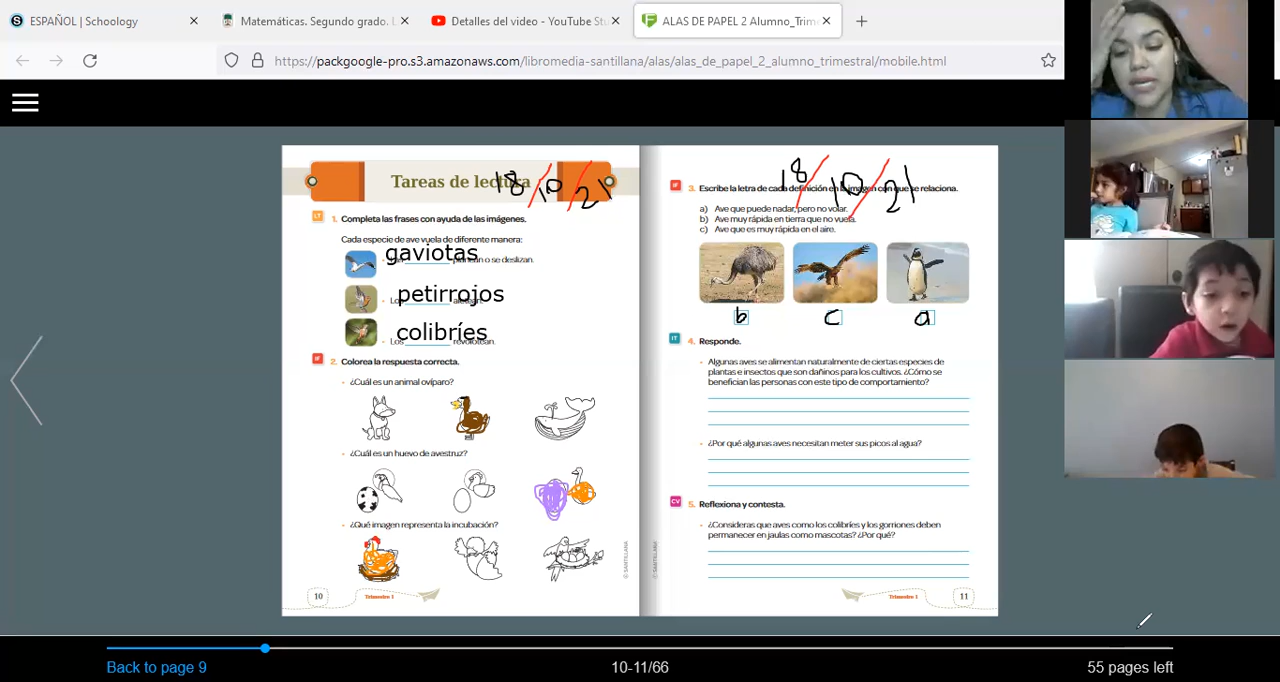 ESPAÑOL | Schoology
Matemáticas. Segundo grado.
Detalles del video - YouTube Stu
ALAS DE PAPEL 2 Alumno_Trim
https://packgoogle-pro.s3.amazonaws.com/libromedia-santillana/alas/alas_de_papel_2_alumno_trimestral/mobile.html
Tareas de lectura
18/10/21
LT 1. Completa las frases con ayuda de las imágenes.
Cada especie de ave vuela de diferente manera:
gaviotas
o se deslizan.
petirrojos
colibríes
Los revolotean.
IF 2. Colorea la respuesta correcta.
• ¿Cuál es un animal ovíparo?
• ¿Cuál es un huevo de avestruz?
• ¿Qué imagen representa la incubación?
© SANTILLANA
10
Trimestre 1
18/10/21
IF 3. Escribe la letra de cada definición en la imagen con que se relaciona.
a) Ave que puede nadar, pero no volar.
b) Ave muy rápida en tierra que no vuela.
c) Ave que es muy rápida en el aire.
b c a
IT 4. Responde.
• Algunas aves se alimentan naturalmente de ciertas especies de
plantas e insectos que son dañinos para los cultivos. ¿Cómo se
benefician las personas con este tipo de comportamiento?
• ¿Por qué algunas aves necesitan meter sus picos al agua?
CV 5. Reflexiona y contesta.
• ¿Consideras que aves como los colibríes y los gorriones deben
permanecer en jaulas como mascotas? ¿Por qué?
© SANTILLANA
Trimestre 1
11
Back to page 9
10-11/66
55 pages left